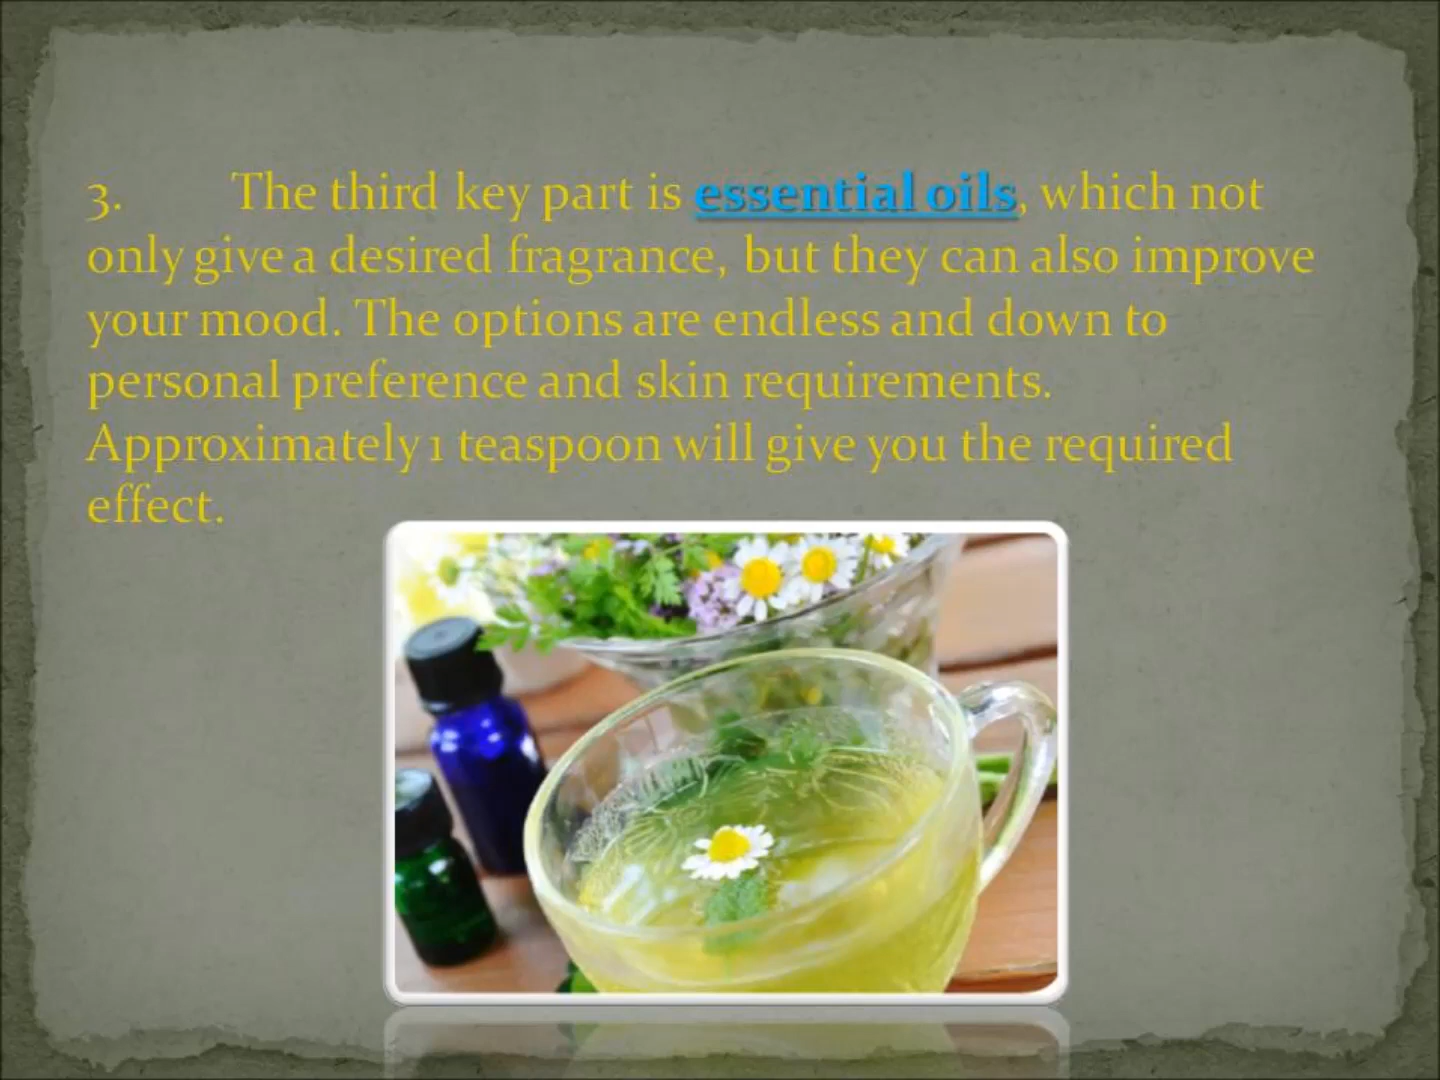 3. The third key part is essential oils, which not
only give a desired fragrance, but they can also improve
your mood. The options are endless and down to
personal preference and skin requirements.
Approximately 1 teaspoon will give you the required
effect.